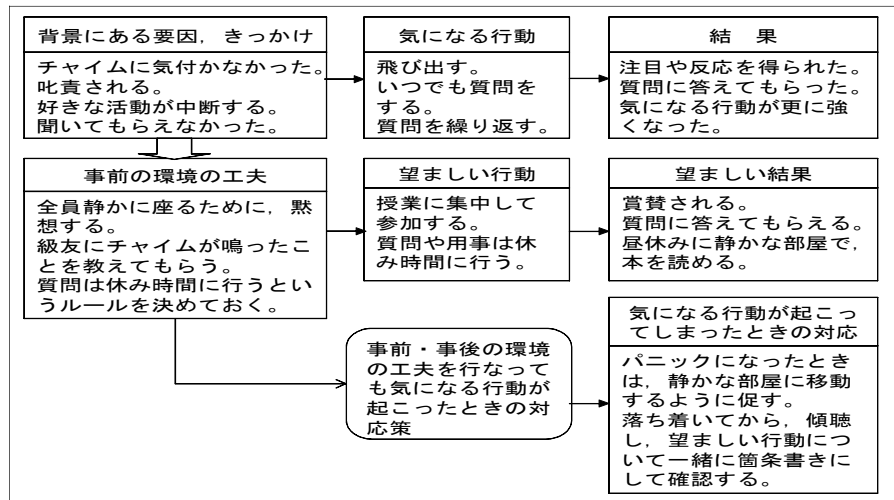 背景にある要因，きっかけ
チャイムに気付かなかった。
叱責される。
好きな活動が中断する。
聞いてもらえなかった。
気になる行動
飛び出す。
いつでも質問を
する。
質問を繰り返す。
結　果
注目や反応を得られた。
質問に答えてもらった。
気になる行動が更に強
くなった。
事前の環境の工夫
全員静かに座るために，黙
想する。
級友にチャイムが鳴ったこ
とを教えてもらう。
質問は休み時間に行うとい
うルールを決めておく。
望ましい行動
授業に集中して
参加する。
質問や用事は休
み時間に行う。
望ましい結果
賞賛される。
質問に答えてもらえる。
昼休みに静かな部屋で，
本を読める。
事前・事後の環境
の工夫を行なって
も気になる行動が
起こったときの対
応策
気になる行動が起こっ
てしまったときの対応
パニックになったとき
は，静かな部屋に移動
するように促す。
落ち着いてから，傾聴
し，望ましい行動につ
いて一緒に箇条書きに
して確認する。